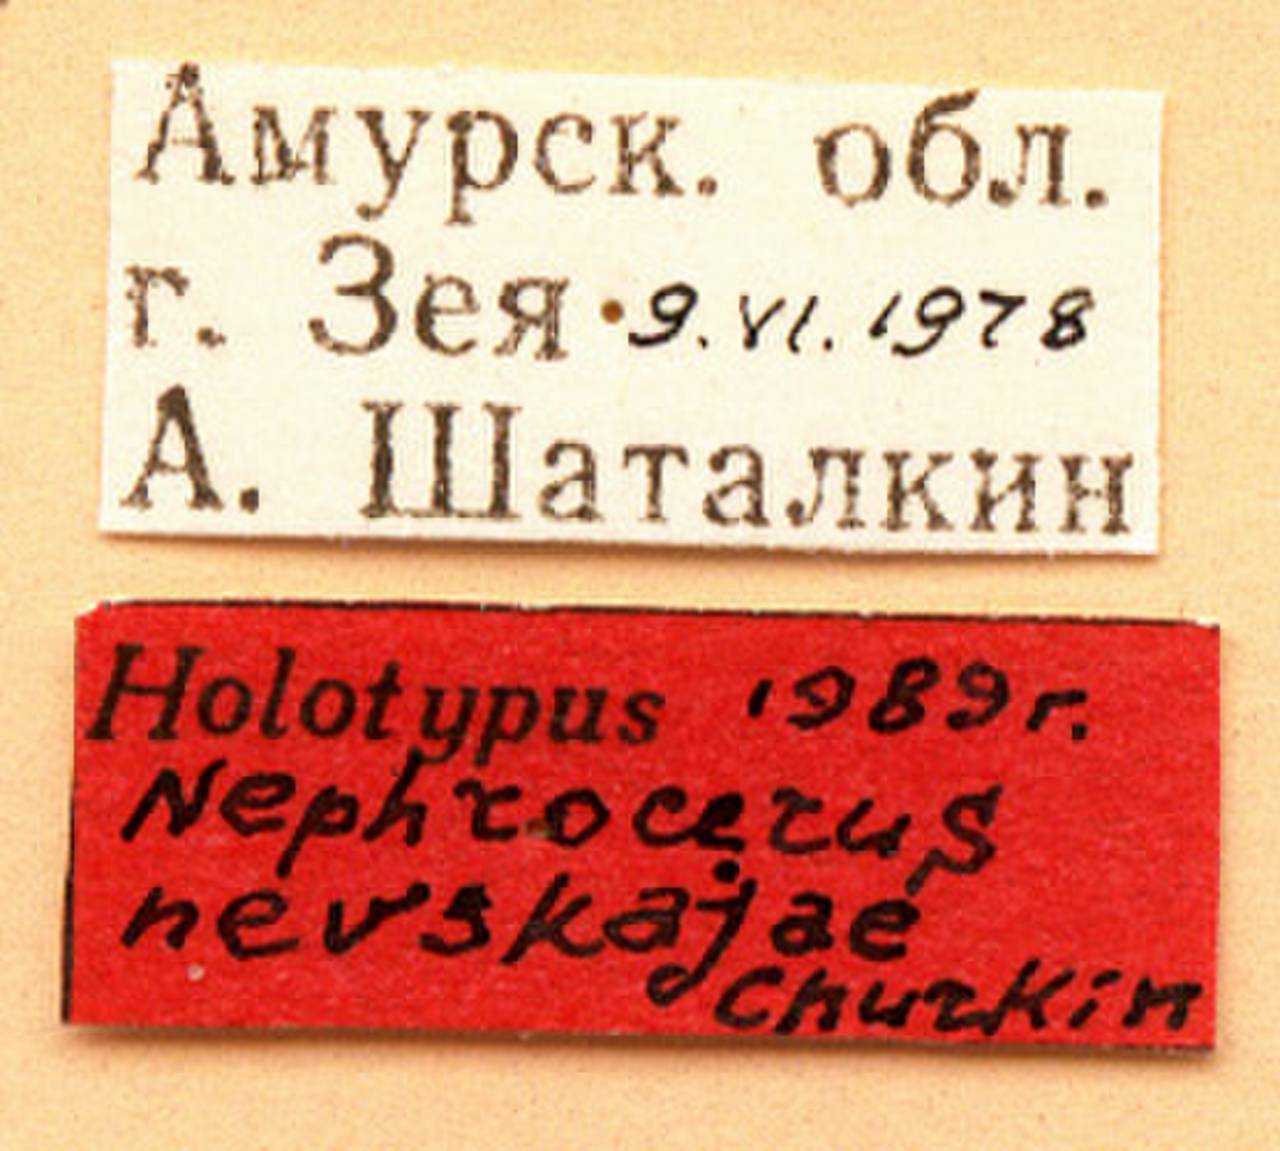 Амурск. обл.
г. Зея 9.VI.1978
А. Шаталкин
Holotypus 1989г.
Nephrocerus
nevskajae
Churkin